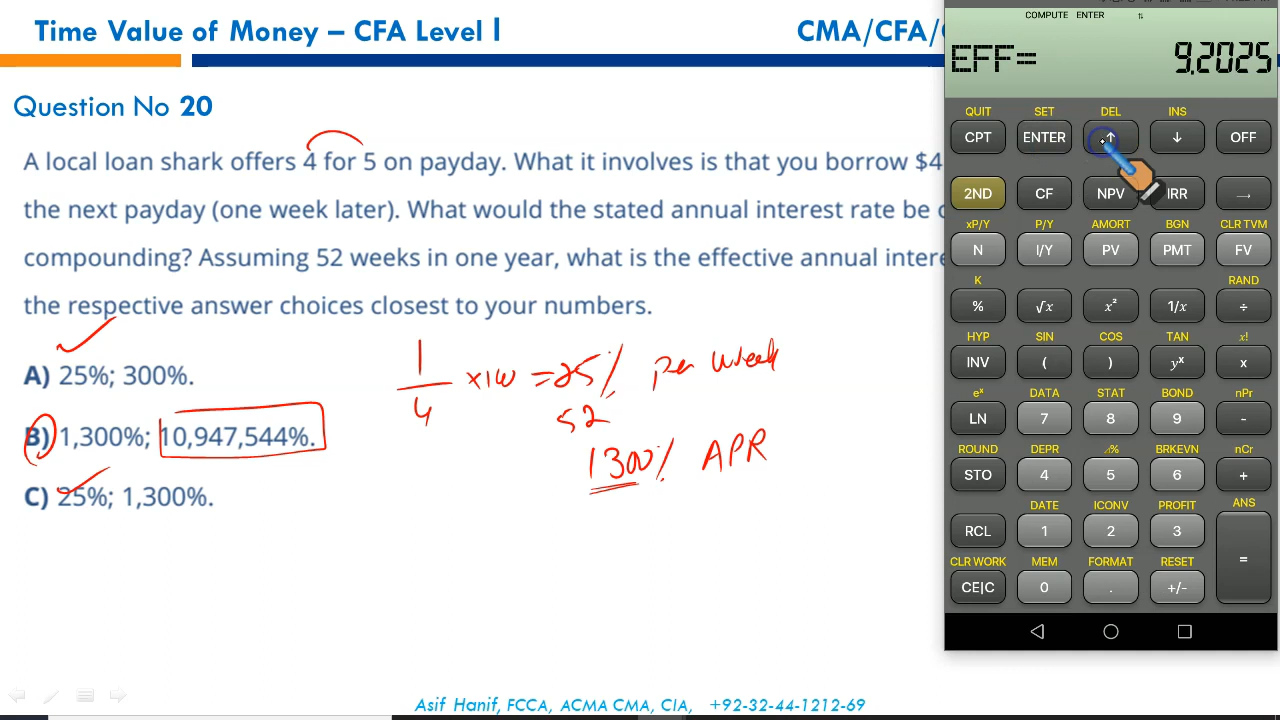 Time Value of Money – CFA Level I
CMA/CFA/
Question No 20
A local loan shark offers 4 for 5 on payday. What it involves is that you borrow $4
the next payday (one week later). What would the stated annual interest rate be
compounding? Assuming 52 weeks in one year, what is the effective annual
the respective answer choices closest to your numbers.
A) 25%; 300%.
B) 1,300%; 10,947,544%.
C) 25%; 1,300%.
1/4 ×100 = 25% per week
52
1300% APR
COMPUTE ENTER
EFF= 9.2025
QUIT SET DEL INS
CPT ENTER ↑ ↓ OFF
2ND CF NPV IRR →
xP/Y P/Y AMORT BGN CLR TVM
N I/Y PV PMT FV
K RAND
% √x x² 1/x ÷
HYP SIN COS TAN x!
INV ( ) yˣ x
eˣ DATA STAT BOND nPr
LN 7 8 9 -
ROUND DEPR ⊿% BRKEVN nCr
STO 4 5 6 +
DATE ICONV PROFIT ANS
RCL 1 2 3 =
CLR WORK MEM FORMAT RESET
CE|C 0 . +/-
Asif Hanif, FCCA, ACMA CMA, CIA, +92-32-44-1212-69